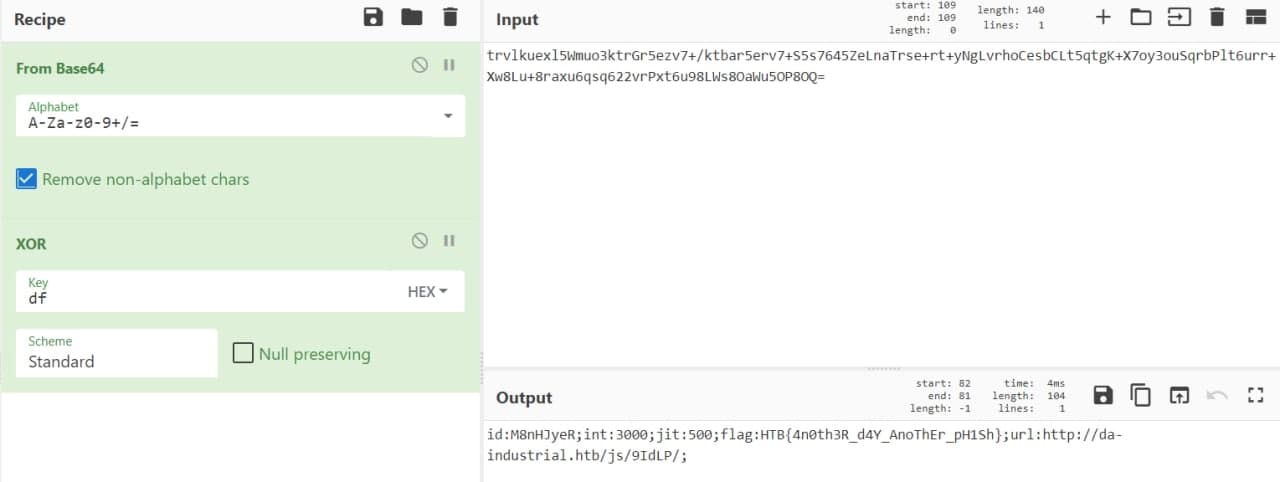 Recipe
From Base64
Alphabet
A-Za-z0-9+/=
Remove non-alphabet chars
XOR
Key
df
HEX
Scheme
Standard
Null preserving
Input
start: 109
end: 109
length: 0
length: 140
lines: 1
trvlkuexl5Wmuo3ktrGr5ezv7+/ktbar5erv7+S5s7645ZeLnaTrse+rt+yNgLvrhoCesbCLt5qtgK+X7oy3ouSqrbPlt6urr+
Xw8Lu+8raxu6qsq622vrPxt6u98LWs8OaWu5OP8OQ=
Output
start: 82
end: 81
length: -1
time: 4ms
length: 104
lines: 1
id:M8nHJyeR;int:3000;jit:500;flag:HTB{4n0th3R_d4Y_AnoThEr_pH1Sh};url:http://da-
industrial.htb/js/9IdLP/;